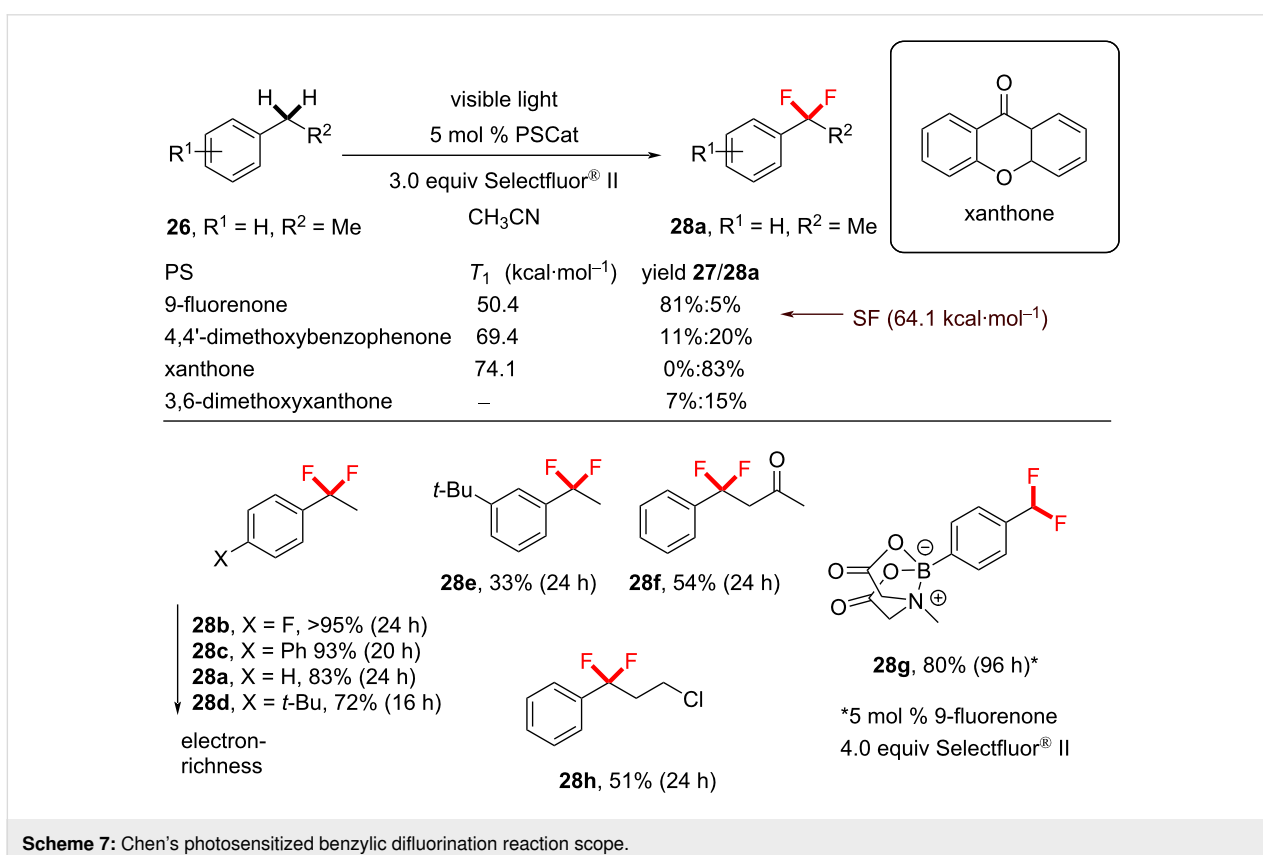 H H
R² 
R¹
26, R¹ = H, R² = Me
visible light
5 mol % PSCat
3.0 equiv Selectfluor® II
CH₃CN
F F
R²
R¹
28a, R¹ = H, R² = Me
O
O
xanthone
PS T₁ (kcal·mol⁻¹) yield 27/28a
9-fluorenone 50.4 81%:5%
SF (64.1 kcal·mol⁻¹)
4,4'-dimethoxybenzophenone 69.4 11%:20%
xanthone 74.1 0%:83%
3,6-dimethoxyxanthone – 7%:15%
F F
X
28b, X = F, >95% (24 h)
28c, X = Ph 93% (20 h)
28a, X = H, 83% (24 h)
28d, X = t-Bu, 72% (16 h)
electron-
richness
F F
t-Bu
28e, 33% (24 h)
F F O
28f, 54% (24 h)
F
F
O ⊖
O O B
O N ⊕
28g, 80% (96 h)*
*5 mol % 9-fluorenone
4.0 equiv Selectfluor® II
F F
Cl
28h, 51% (24 h)
Scheme 7: Chen's photosensitized benzylic difluorination reaction scope.